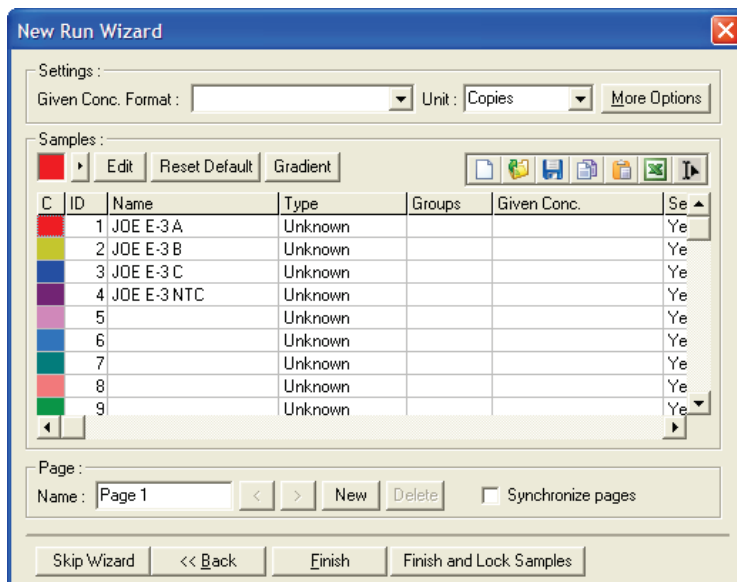 New Run Wizard
Settings :
Given Conc. Format : Unit : Copies More Options
Samples :
Edit Reset Default Gradient
C ID Name Type Groups Given Conc. Se
1 JOE E-3 A Unknown Ye
2 JOE E-3 B Unknown Ye
3 JOE E-3 C Unknown Ye
4 JOE E-3 NTC Unknown Ye
5 Unknown Ye
6 Unknown Ye
7 Unknown Ye
8 Unknown Ye
9 Unknown Ye
Page :
Name : Page 1 < > New Delete Synchronize pages
Skip Wizard << Back Finish Finish and Lock Samples